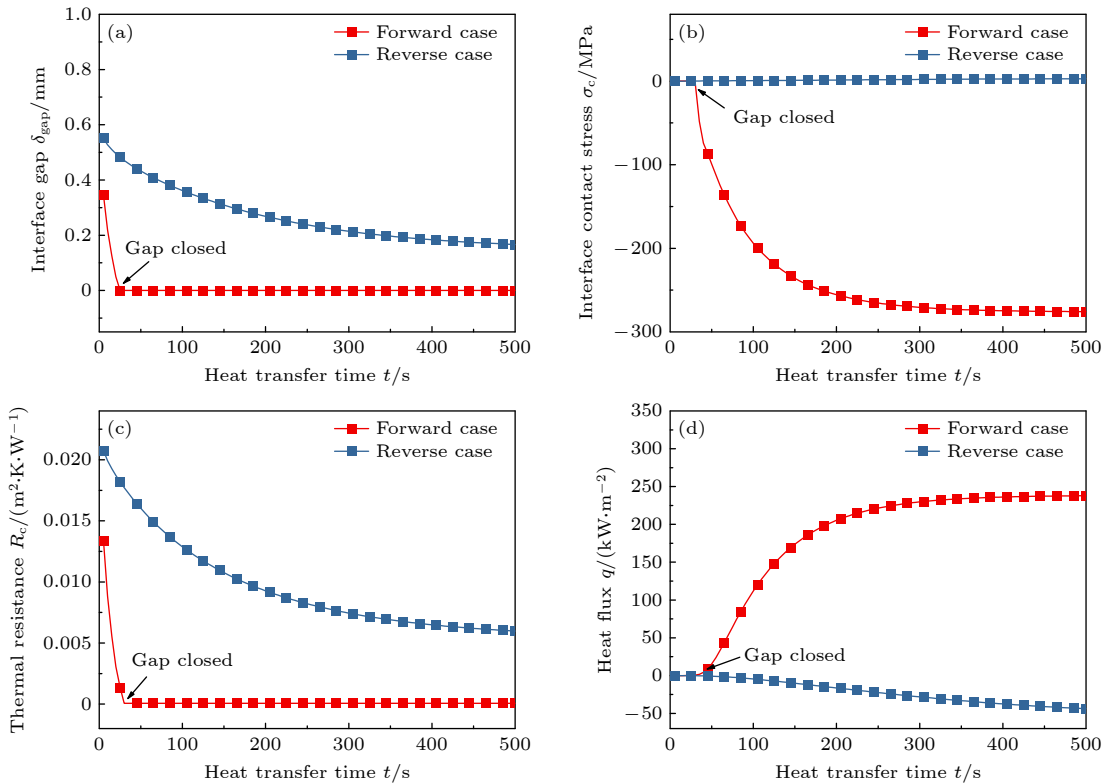 (a)
Forward case
Reverse case
Gap closed
1.0
0.8
0.6
0.4
0.2
0
0
100
200
300
400
500
Interface gap δgap/mm
Heat transfer time t/s
(b)
Forward case
Reverse case
Gap closed
0
−100
−200
−300
0
100
200
300
400
500
Interface contact stress σc/MPa
Heat transfer time t/s
(c)
Forward case
Reverse case
Gap closed
0.020
0.015
0.010
0.005
0
0
100
200
300
400
500
Thermal resistance Rc/(m²·K·W⁻¹)
Heat transfer time t/s
(d)
Forward case
Reverse case
Gap closed
350
300
250
200
150
100
50
0
−50
0
100
200
300
400
500
Heat flux q/(kW·m⁻²)
Heat transfer time t/s